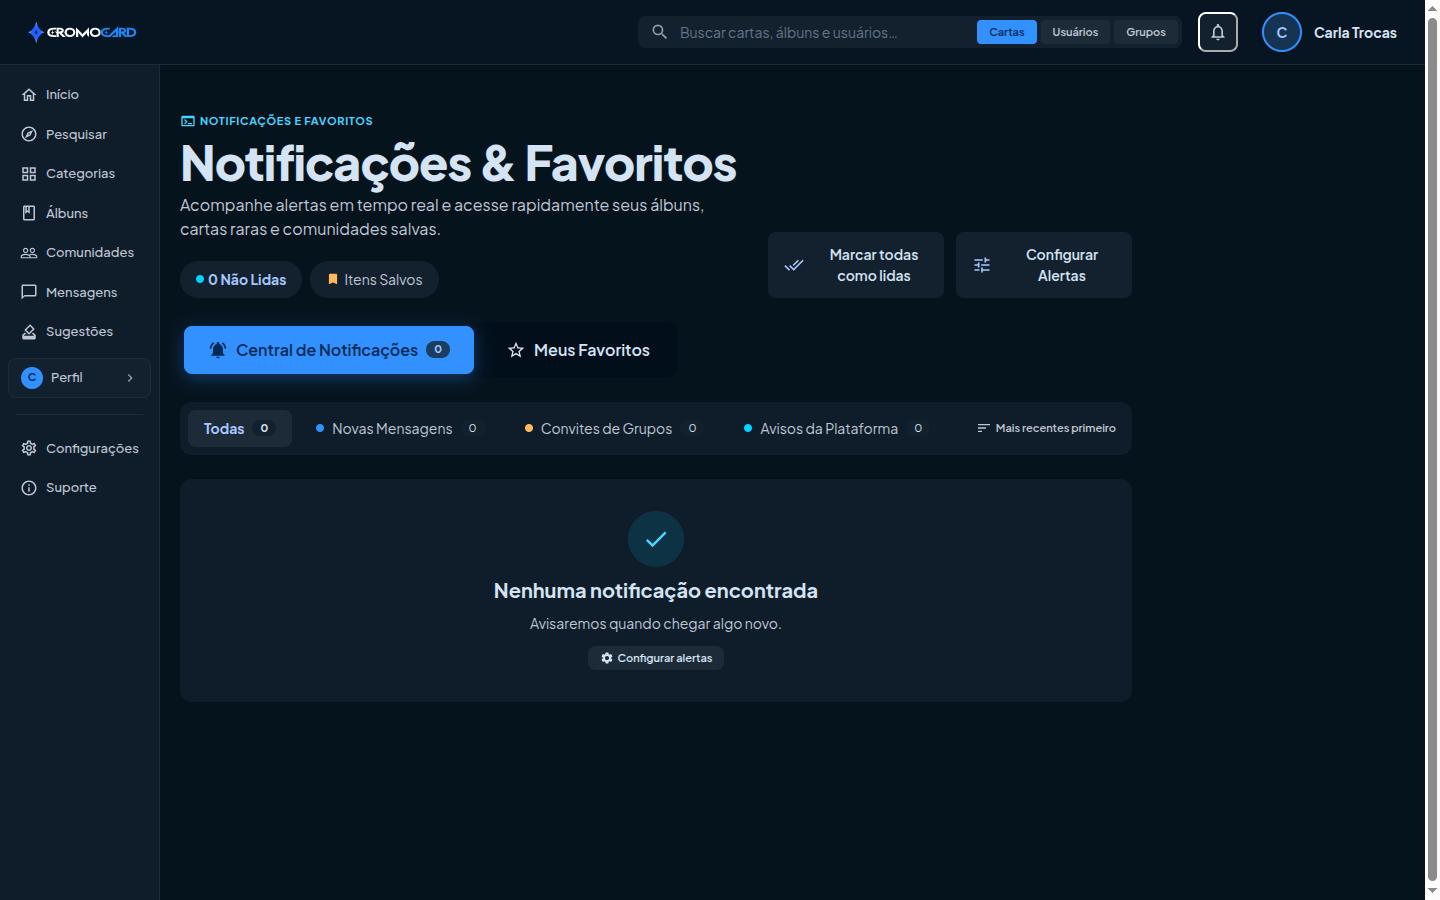 CROMOCARD
Buscar cartas, álbuns e usuários...
Cartas
Usuários
Grupos
C
Carla Trocas
Início
Pesquisar
Categorias
Álbuns
Comunidades
Mensagens
Sugestões
C
Perfil
Configurações
Suporte
NOTIFICAÇÕES E FAVORITOS
Notificações & Favoritos
Acompanhe alertas em tempo real e acesse rapidamente seus álbuns,
cartas raras e comunidades salvas.
0 Não Lidas
Itens Salvos
Marcar todas
como lidas
Configurar
Alertas
Central de Notificações 0
Meus Favoritos
Todas 0
Novas Mensagens 0
Convites de Grupos 0
Avisos da Plataforma 0
Mais recentes primeiro
Nenhuma notificação encontrada
Avisaremos quando chegar algo novo.
Configurar alertas